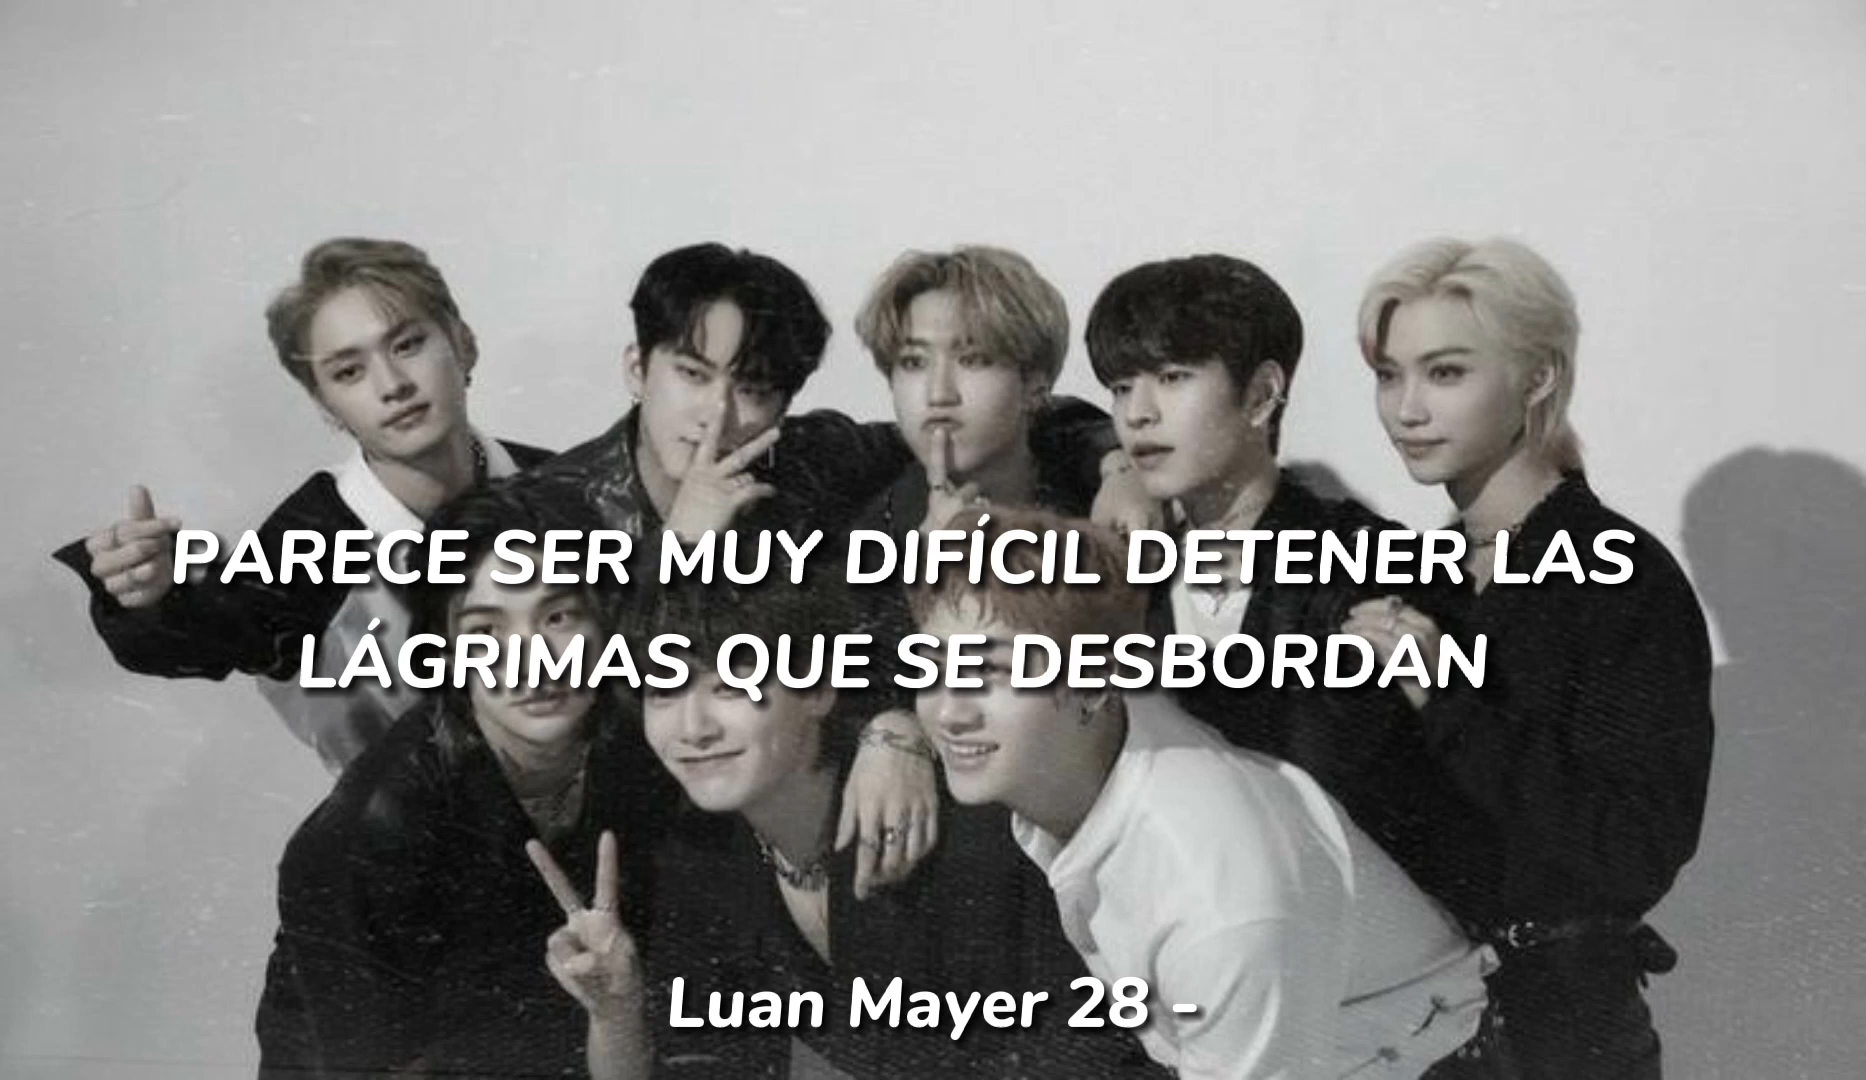 PARECE SER MUY DIFÍCIL DETENER LAS
LÁGRIMAS QUE SE DESBORDAN
Luan Mayer 28 -